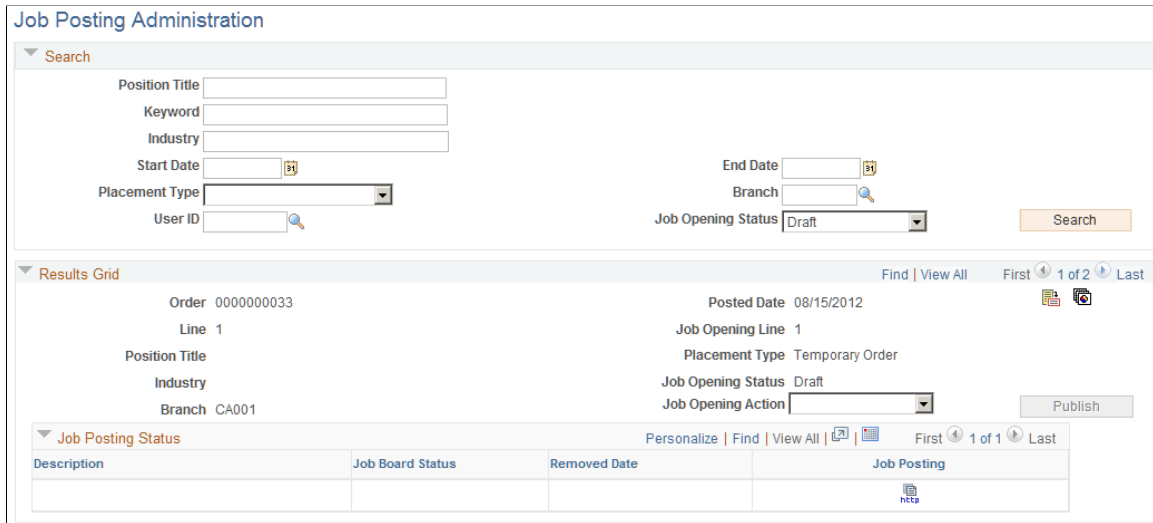 Job Posting Administration
Search
Position Title
Keyword
Industry
Start Date 31 End Date 31
Placement Type Branch
User ID Job Opening Status Draft Search
Results Grid Find | View All First 1 of 2 Last
Order 0000000033 Posted Date 08/15/2012
Line 1 Job Opening Line 1
Position Title Placement Type Temporary Order
Industry Job Opening Status Draft
Branch CA001 Job Opening Action Publish
Job Posting Status Personalize | Find | View All | | First 1 of 1 Last
Description Job Board Status Removed Date Job Posting
http